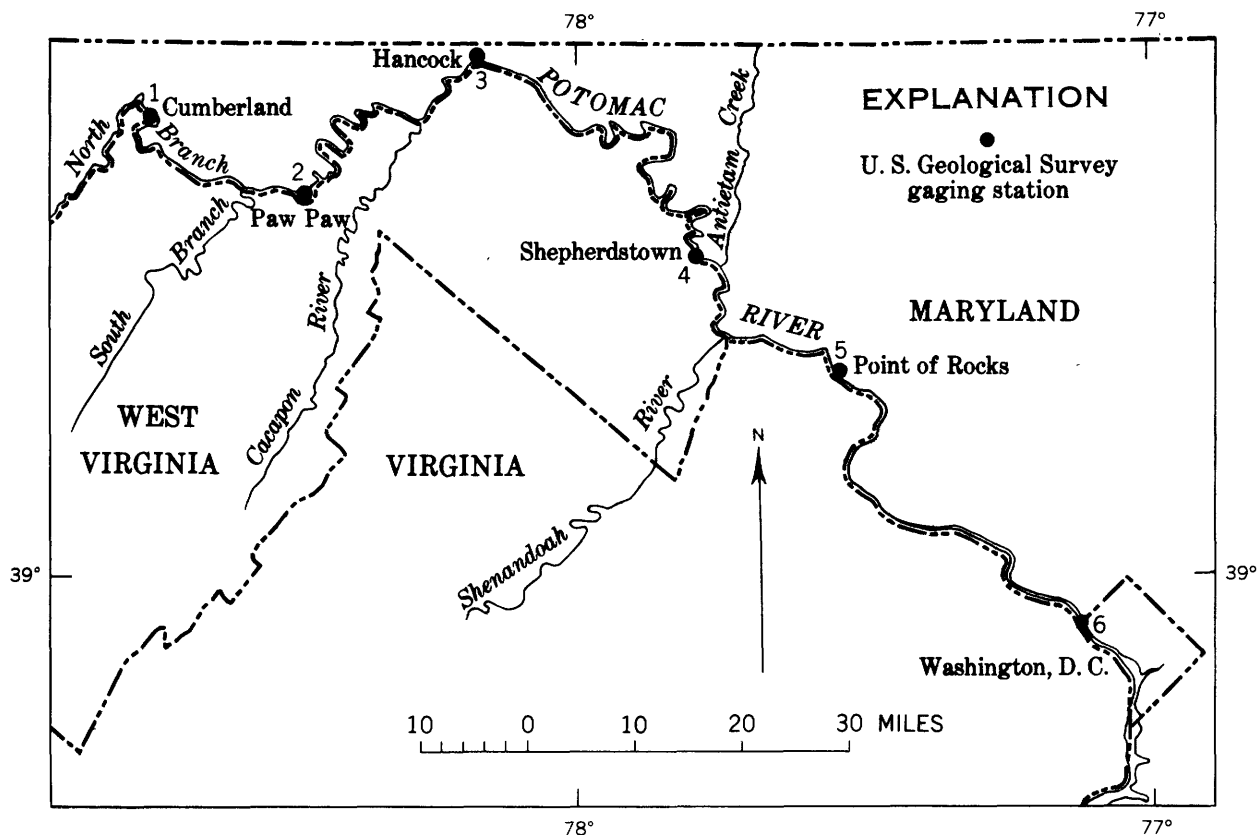 78°
77°
Hancock
3
POTOMAC
Creek
Antietam
EXPLANATION
U. S. Geological Survey
gaging station
1
Cumberland
North
Branch
2
Paw Paw
Branch
South
River
Cacapon
Shepherdstown
4
RIVER
MARYLAND
5
Point of Rocks
WEST
VIRGINIA
VIRGINIA
River
Shenandoah
N
39°
39°
6
Washington, D. C.
10 0 10 20 30 MILES
78°
77°